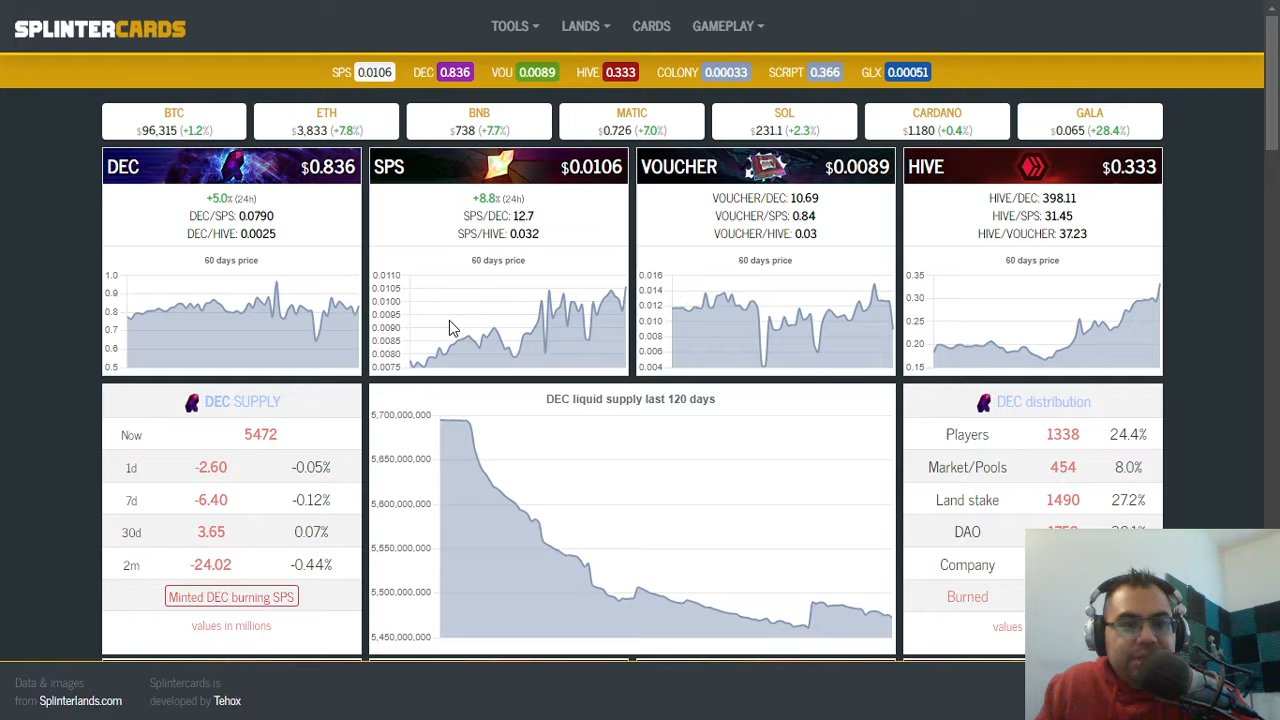 SPLINTERCARDS
TOOLS LANDS CARDS GAMEPLAY
SPS 0.0106 DEC 0.836 VOU 0.0089 HIVE 0.333 COLONY 0.00033 SCRIPT 0.366 GLX 0.00051
BTC ETH BNB MATIC SOL CARDANO GALA
$96,315 (+1.2%) $3,833 (+7.8%) $738 (+7.7%) $0.726 (+7.0%) $231.1 (+2.3%) $1.180 (+0.4%) $0.065 (+28.4%)
DEC $0.836
+5.0% (24h)
DEC/SPS: 0.0790
DEC/HIVE: 0.0025
60 days price
1.0
0.9
0.8
0.7
0.6
0.5
SPS $0.0106
+8.8% (24h)
SPS/DEC: 12.7
SPS/HIVE: 0.032
60 days price
0.0110
0.0105
0.0100
0.0095
0.0090
0.0085
0.0080
0.0075
VOUCHER $0.0089
VOUCHER/DEC: 10.69
VOUCHER/SPS: 0.84
VOUCHER/HIVE: 0.03
60 days price
0.016
0.014
0.012
0.010
0.008
0.006
0.004
HIVE $0.333
HIVE/DEC: 398.11
HIVE/SPS: 31.45
HIVE/VOUCHER: 37.23
60 days price
0.35
0.30
0.25
0.20
0.15
DEC SUPPLY
Now 5472
1d -2.60 -0.05%
7d -6.40 -0.12%
30d 3.65 0.07%
2m -24.02 -0.44%
Minted DEC burning SPS
values in millions
DEC liquid supply last 120 days
5,700,000,000
5,650,000,000
5,600,000,000
5,550,000,000
5,500,000,000
5,450,000,000
DEC distribution
Players 1338 24.4%
Market/Pools 454 8.0%
Land stake 1490 27.2%
DAO
Company
Burned
values
Data & images
from Splinterlands.com
Splintercards is
developed by Tehox